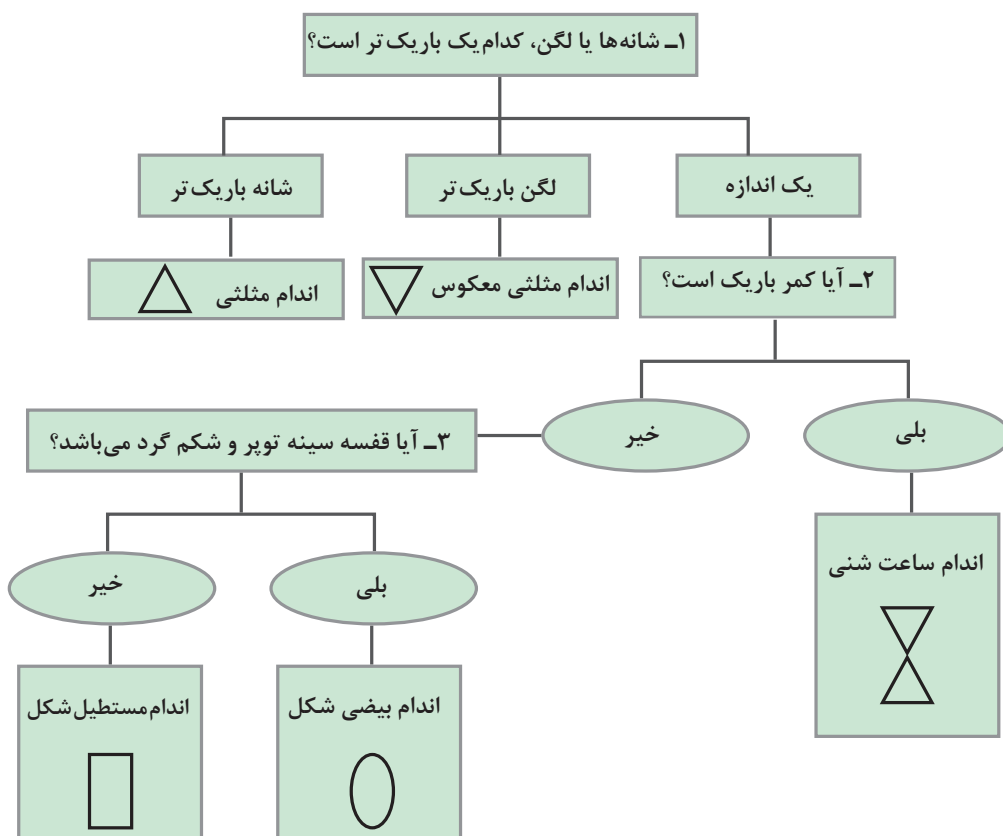 ۱ـ شانه‌ها یا لگن، کدام یک باریک تر است؟
یک اندازه
لگن باریک تر
شانه باریک تر
۲ـ آیا کمر باریک است؟
اندام مثلثی معکوس
اندام مثلثی
بلی
خیر
۳ـ آیا قفسه سینه توپر و شکم گرد می‌باشد؟
اندام ساعت شنی
بلی
خیر
اندام بیضی شکل
اندام مستطیل شکل